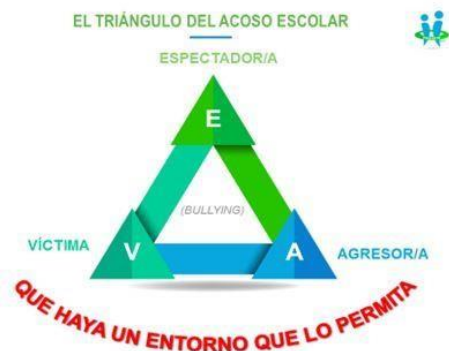 EL TRIÁNGULO DEL ACOSO ESCOLAR
ESPECTADOR/A
E
(BULLYING)
VÍCTIMA
V
A
AGRESOR/A
QUE HAYA UN ENTORNO QUE LO PERMITA